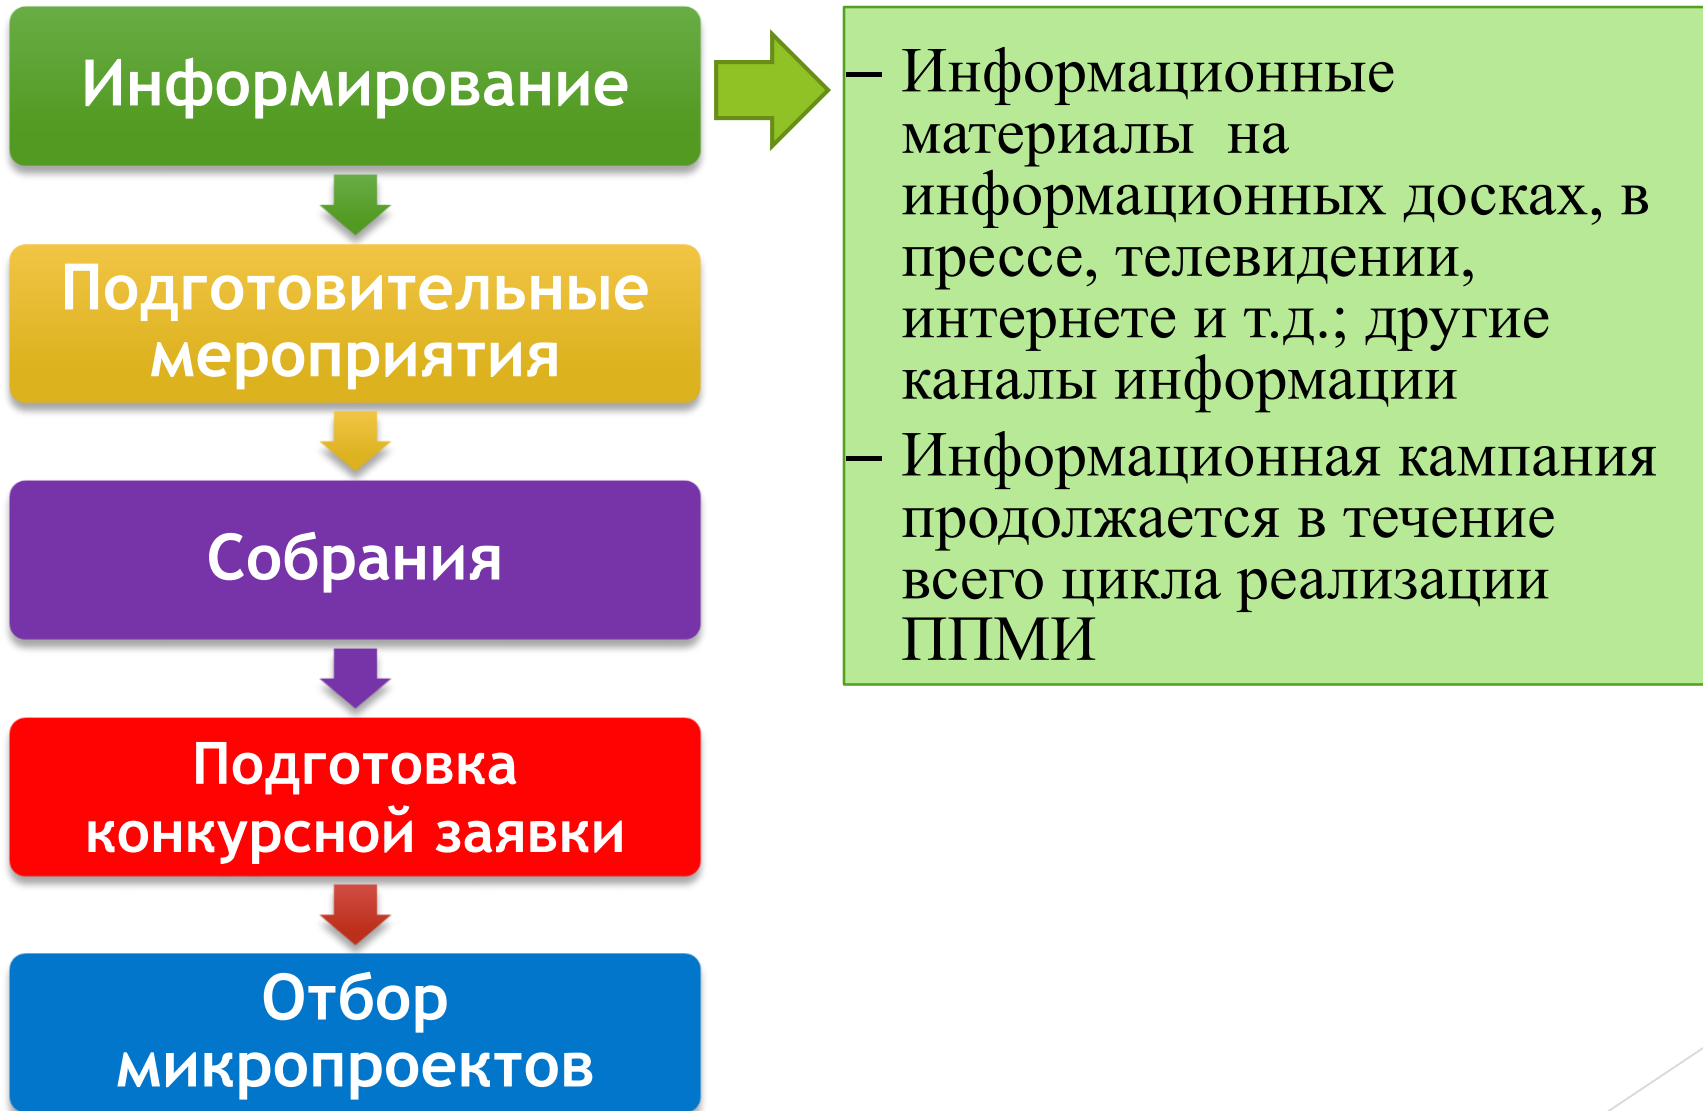 Информирование
Подготовительные
мероприятия
Собрания
Подготовка
конкурсной заявки
Отбор
микропроектов
– Информационные
материалы на
информационных досках, в
прессе, телевидении,
интернете и т.д.; другие
каналы информации
– Информационная кампания
продолжается в течение
всего цикла реализации
ППМИ